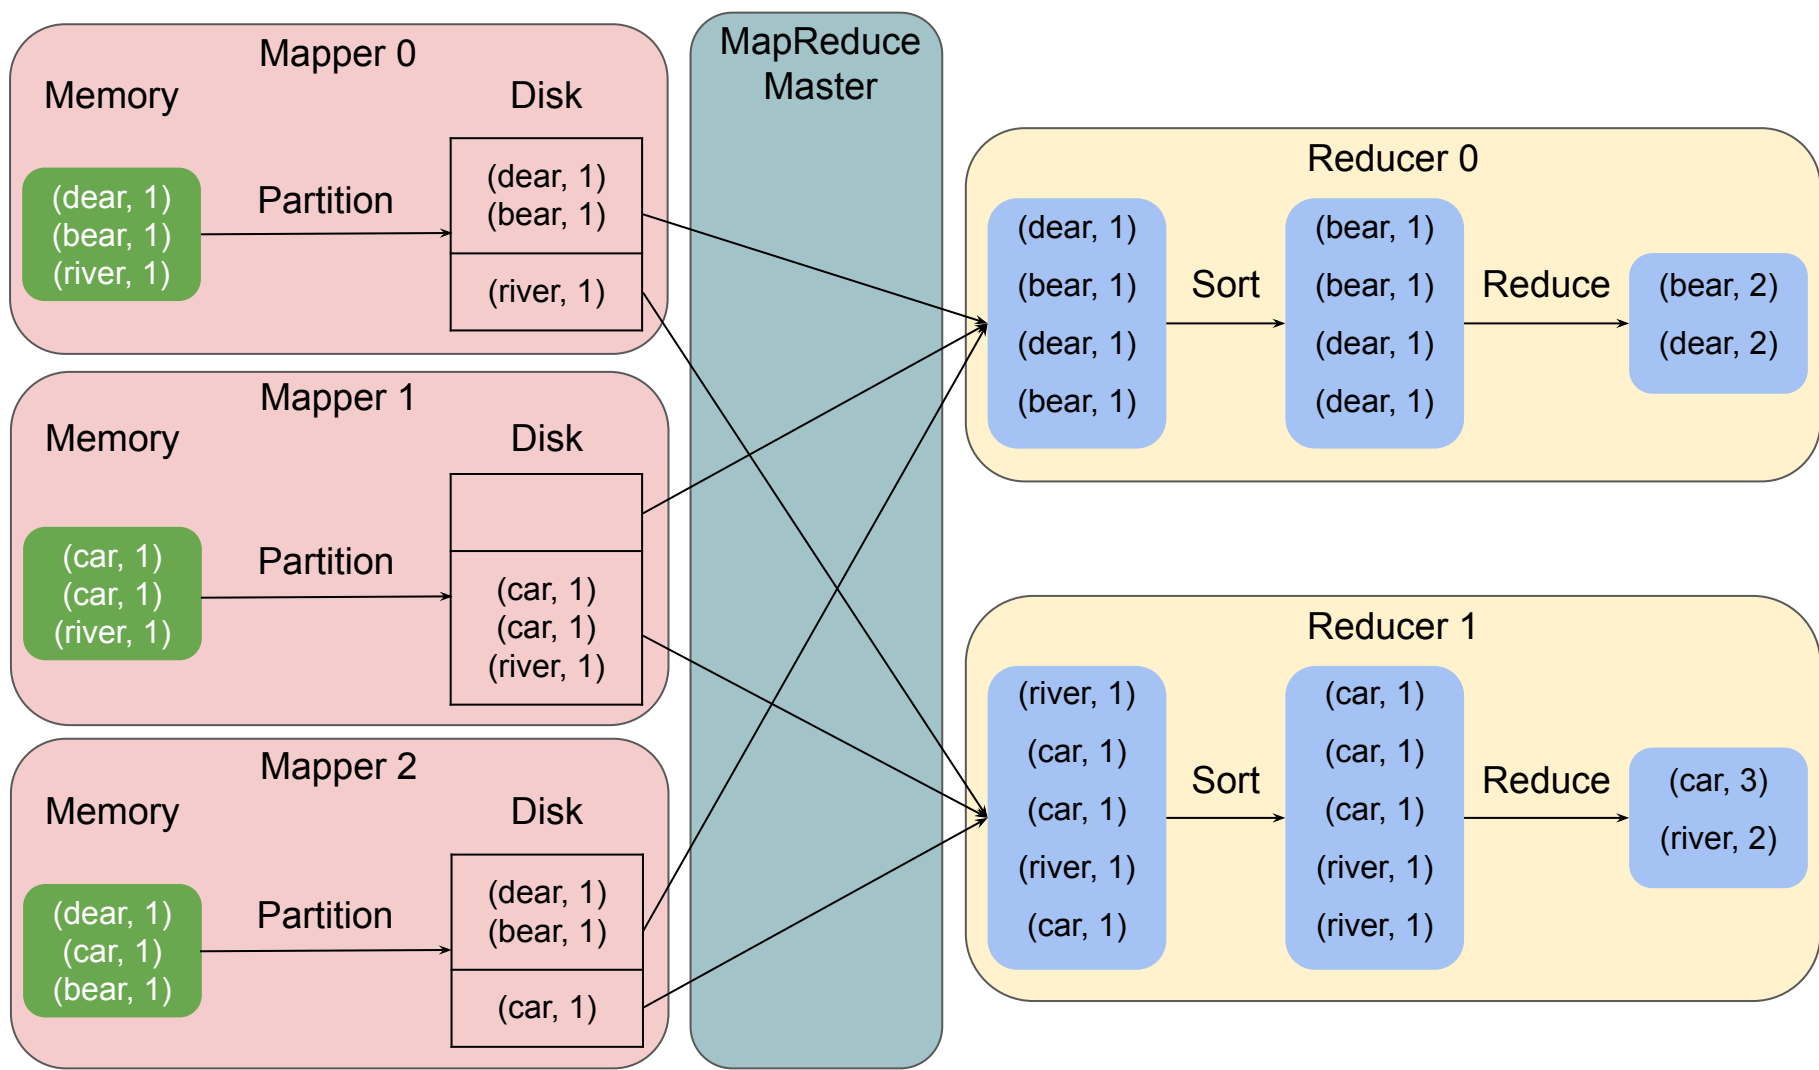 Mapper 0
Memory
Disk
(dear, 1)
(bear, 1)
(river, 1)
Partition
(dear, 1)
(bear, 1)
(river, 1)
Mapper 1
Memory
Disk
(car, 1)
(car, 1)
(river, 1)
Partition
(car, 1)
(car, 1)
(river, 1)
Mapper 2
Memory
Disk
(dear, 1)
(car, 1)
(bear, 1)
Partition
(dear, 1)
(bear, 1)
(car, 1)
MapReduce
Master
Reducer 0
(dear, 1)
(bear, 1)
(dear, 1)
(bear, 1)
Sort
(bear, 1)
(bear, 1)
(dear, 1)
(dear, 1)
Reduce
(bear, 2)
(dear, 2)
Reducer 1
(river, 1)
(car, 1)
(car, 1)
(river, 1)
(car, 1)
Sort
(car, 1)
(car, 1)
(car, 1)
(river, 1)
(river, 1)
Reduce
(car, 3)
(river, 2)